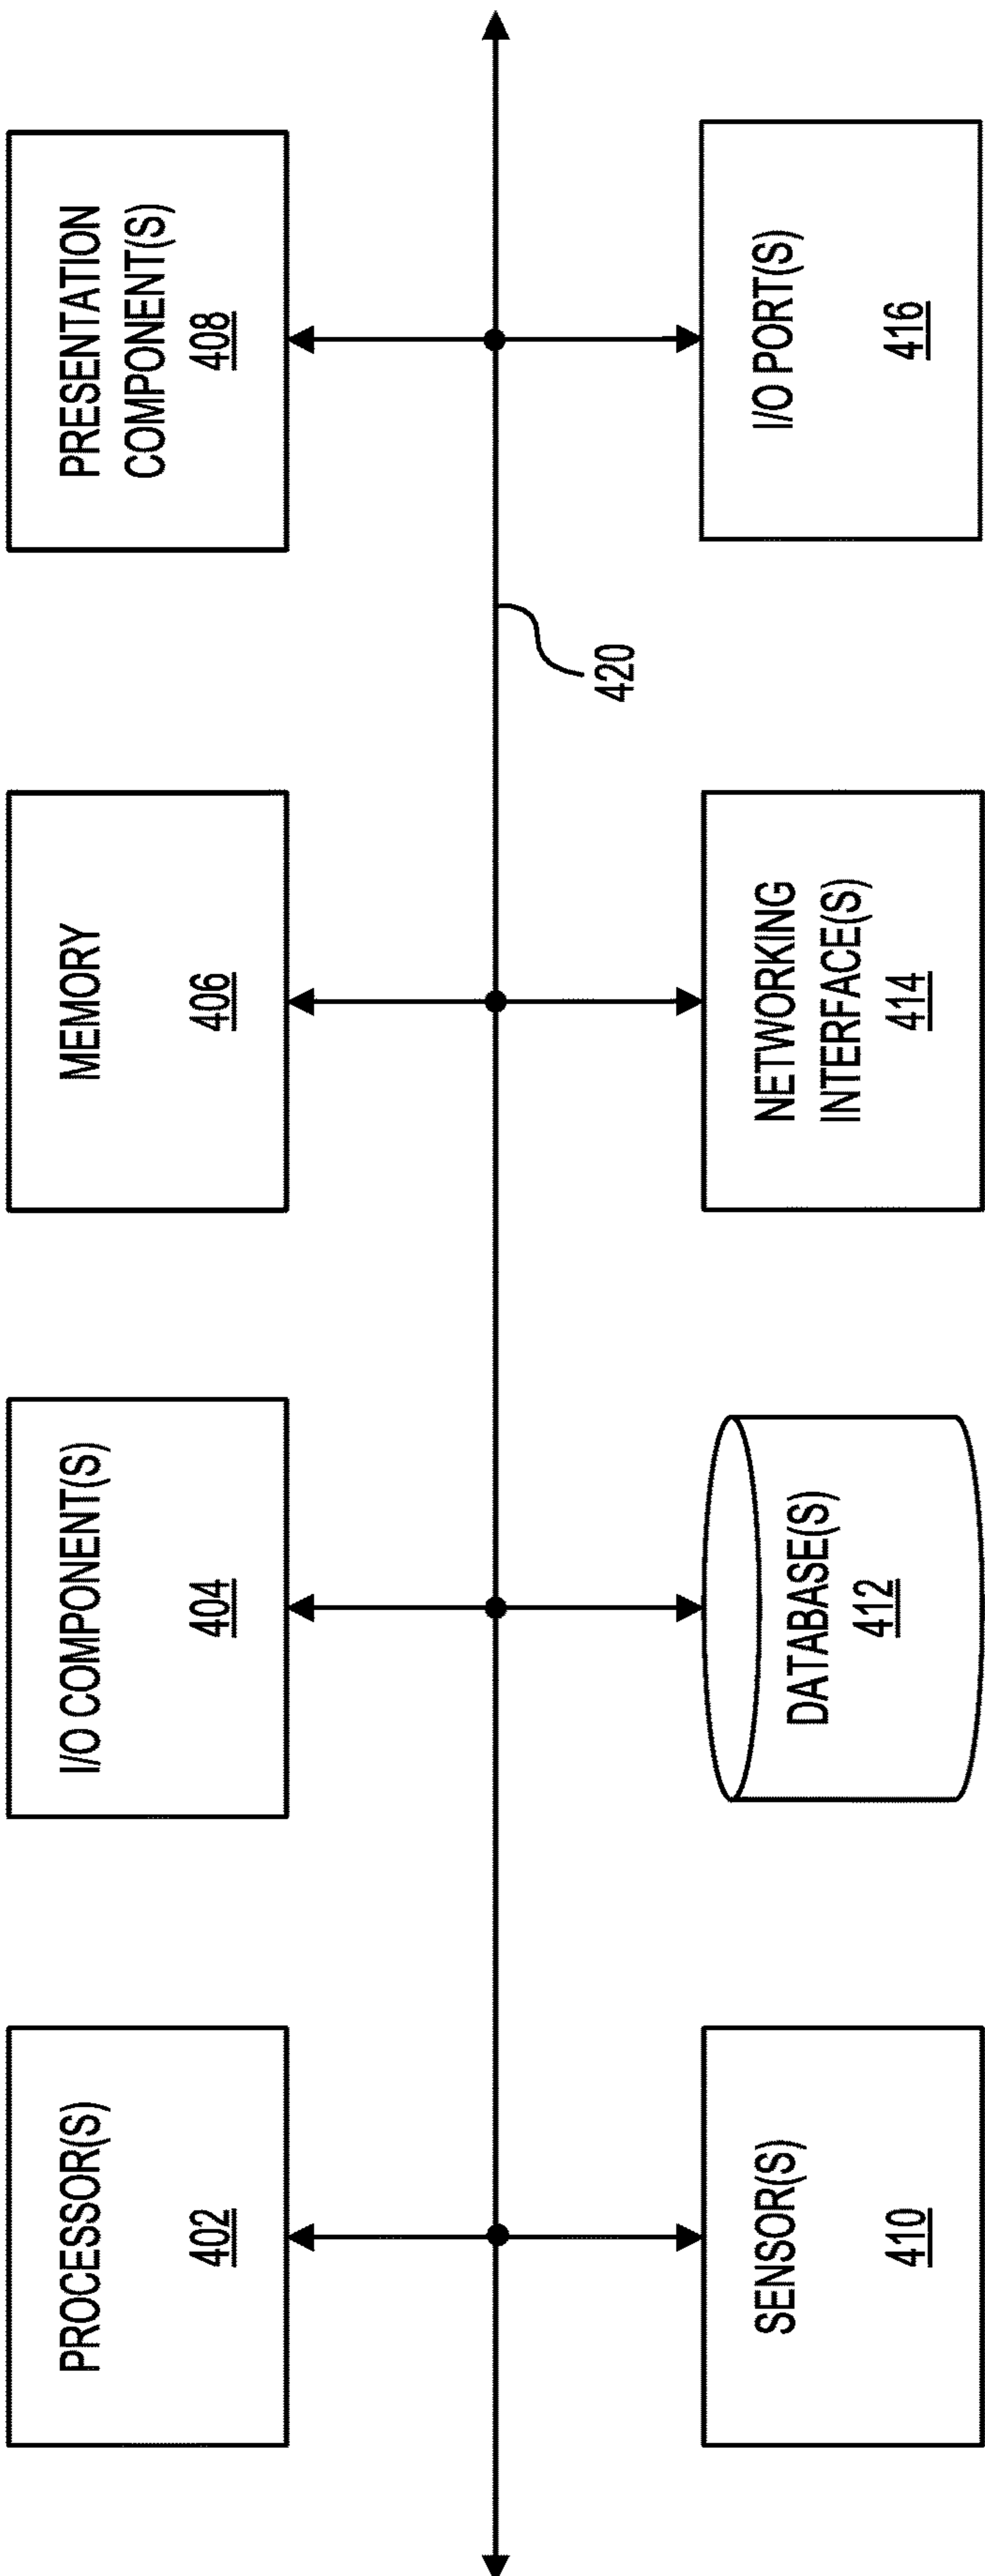 PROCESSOR(S)
402
I/O COMPONENT(S)
404
MEMORY
406
PRESENTATION
COMPONENT(S)
408
420
SENSOR(S)
410
DATABASE(S)
412
NETWORKING
INTERFACE(S)
414
I/O PORT(S)
416